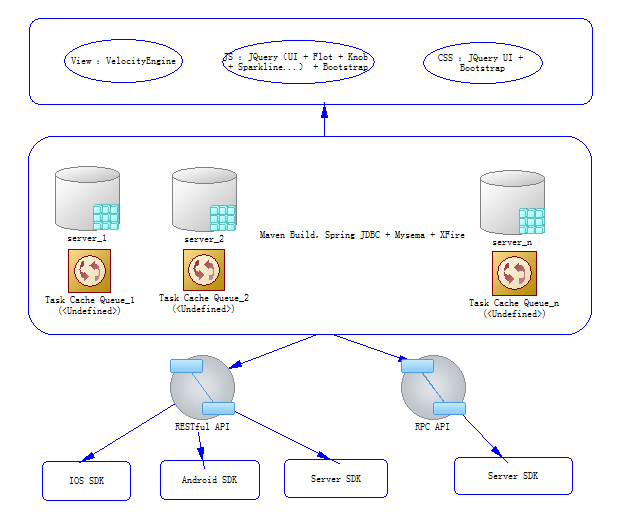 View : VelocityEngine
JS : JQuery (UI + Flot + Knob
+ Sparkline...) + Bootstrap
CSS : JQuery UI +
Bootstrap
server_1
server_2
Maven Build. Spring JDBC + Mysema + XFire
server_n
Task Cache Queue_1
(<Undefined>)
Task Cache Queue_2
(<Undefined>)
Task Cache Queue_n
(<Undefined>)
RESTful API
RPC API
IOS SDK
Android SDK
Server SDK
Server SDK